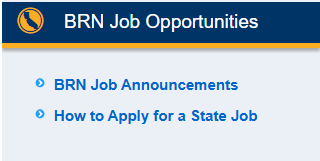 BRN Job Opportunities
BRN Job Announcements
How to Apply for a State Job